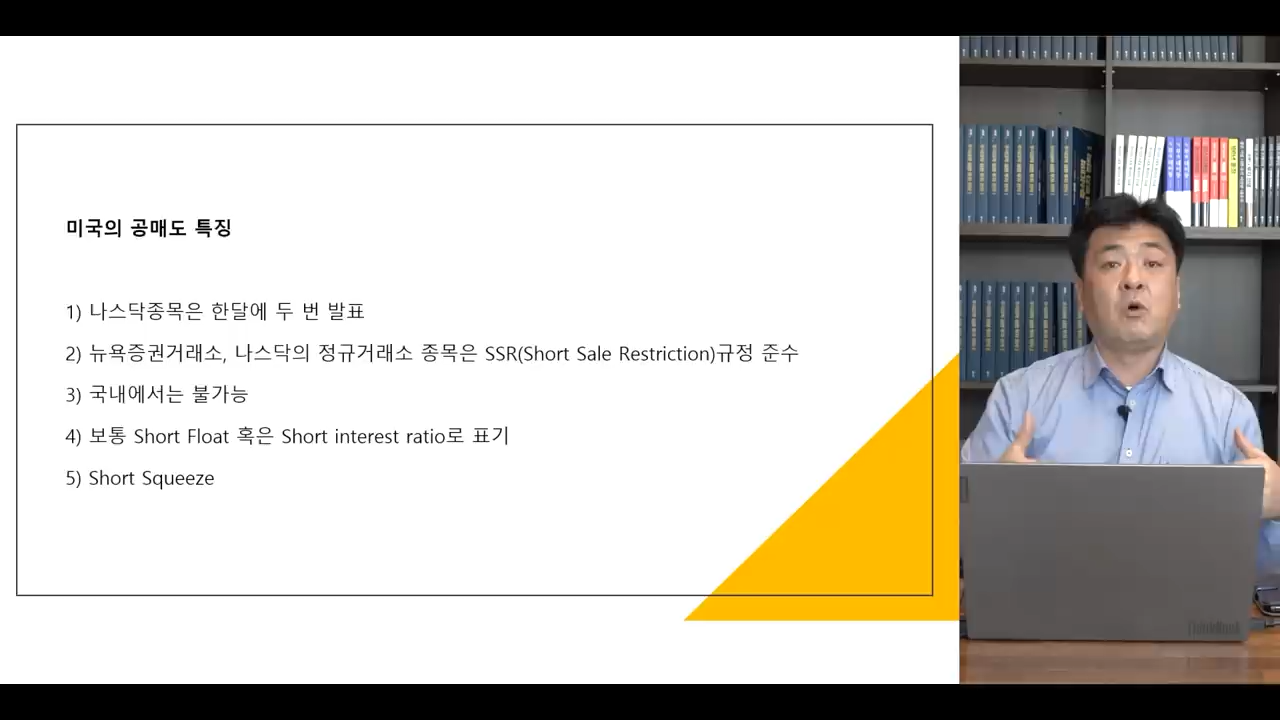 미국의 공매도 특징
1) 나스닥종목은 한달에 두 번 발표
2) 뉴욕증권거래소, 나스닥의 정규거래소 종목은 SSR(Short Sale Restriction)규정 준수
3) 국내에서는 불가능
4) 보통 Short Float 혹은 Short interest ratio로 표기
5) Short Squeeze
ThinkBook